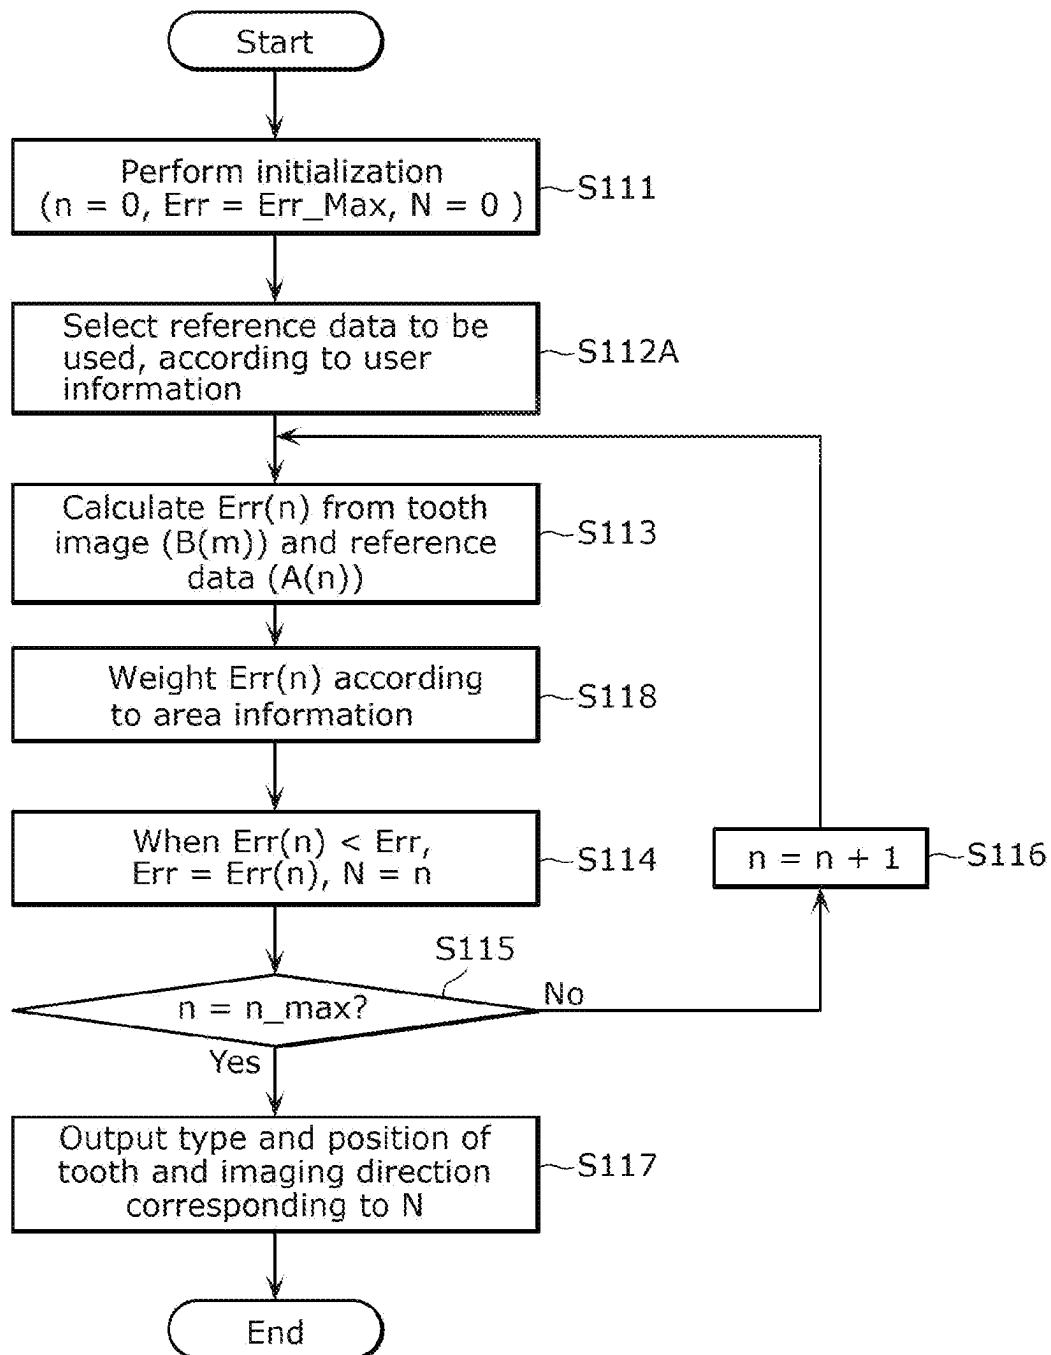 Start
Perform initialization
(n = 0, Err = Err_Max, N = 0 )
S111
Select reference data to be
used, according to user
information
S112A
Calculate Err(n) from tooth
image (B(m)) and reference
data (A(n))
S113
Weight Err(n) according
to area information
S118
When Err(n) < Err,
Err = Err(n), N = n
S114
n = n + 1
S116
S115
n = n_max?
No
Yes
Output type and position of
tooth and imaging direction
corresponding to N
S117
End